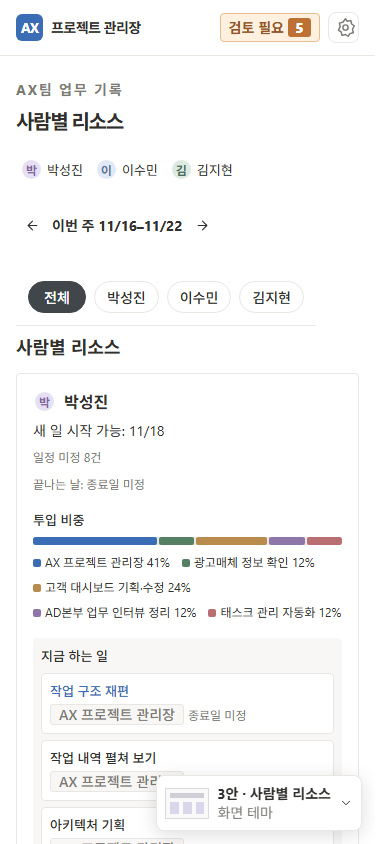 AX 프로젝트 관리장 검토 필요 5
AX팀 업무 기록
사람별 리소스
박 박성진 이 이수민 김 김지현
← 이번 주 11/16–11/22 →
전체 박성진 이수민 김지현
사람별 리소스
박 박성진
새 일 시작 가능: 11/18
일정 미정 8건
끝나는 날: 종료일 미정
투입 비중
AX 프로젝트 관리장 41% 광고매체 정보 확인 12%
고객 대시보드 기획·수정 24%
AD본부 업무 인터뷰 정리 12% 태스크 관리 자동화 12%
지금 하는 일
작업 구조 재편
AX 프로젝트 관리장 종료일 미정
작업 내역 펼쳐 보기
AX 프로젝트
3안 · 사람별 리소스
화면 테마
아키텍처 기획